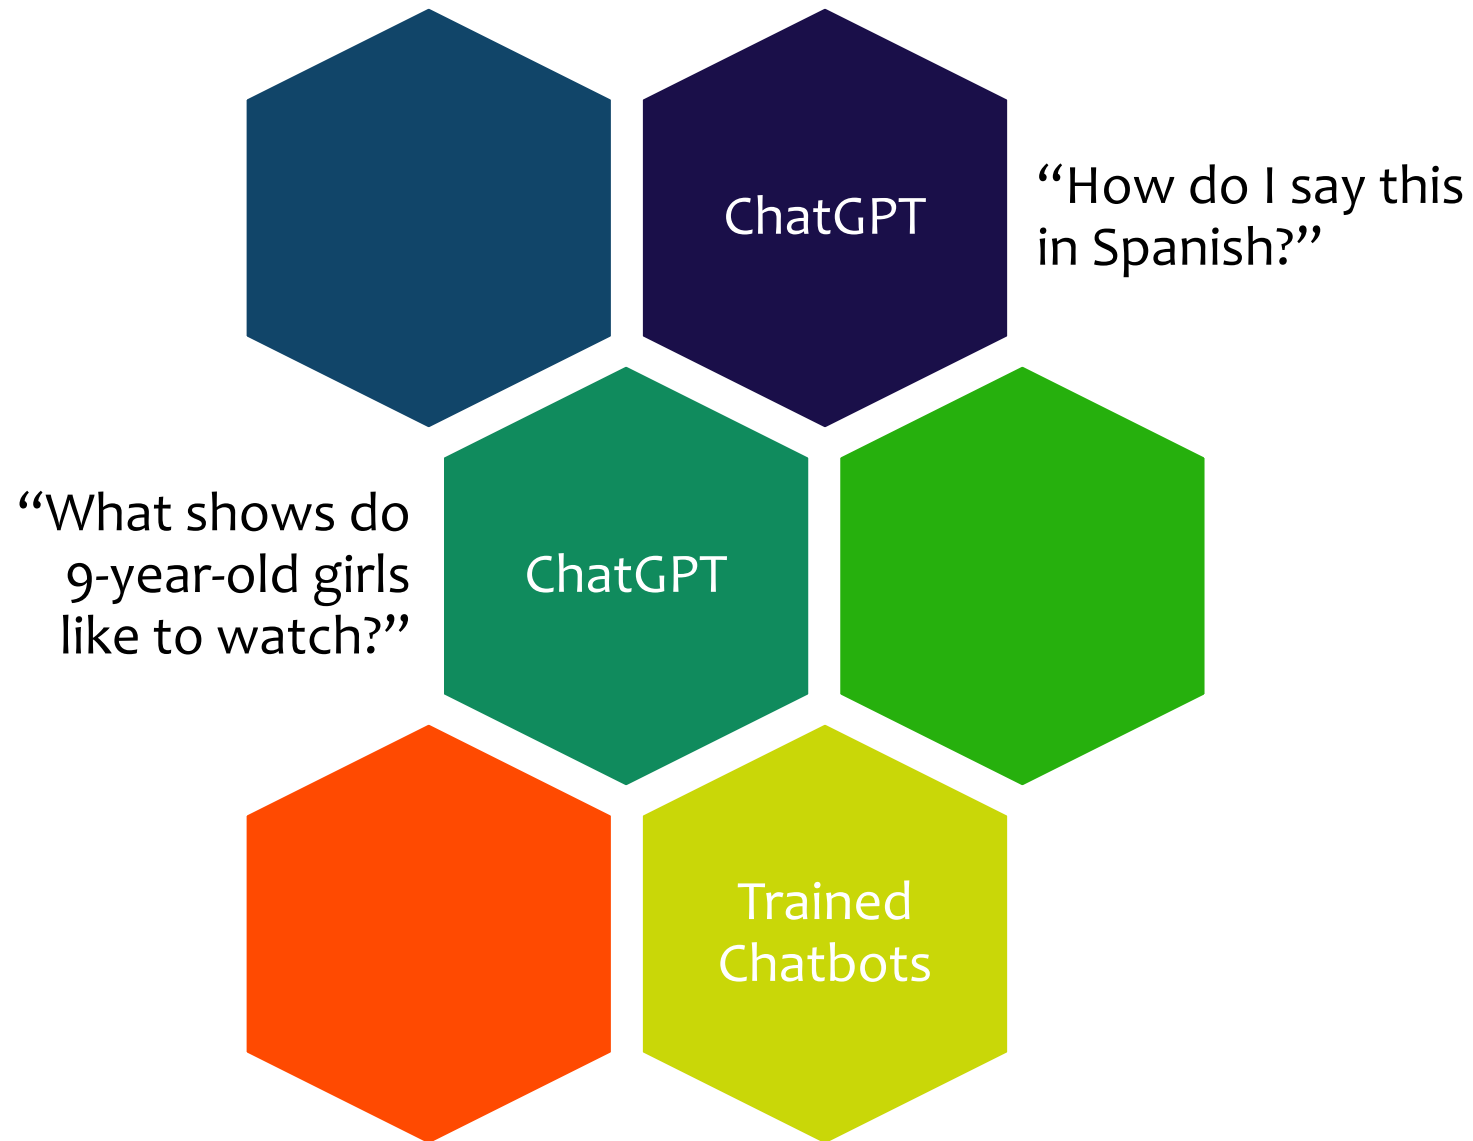 ChatGPT
“How do I say this
in Spanish?”
“What shows do
9-year-old girls
like to watch?”
ChatGPT
Trained
Chatbots